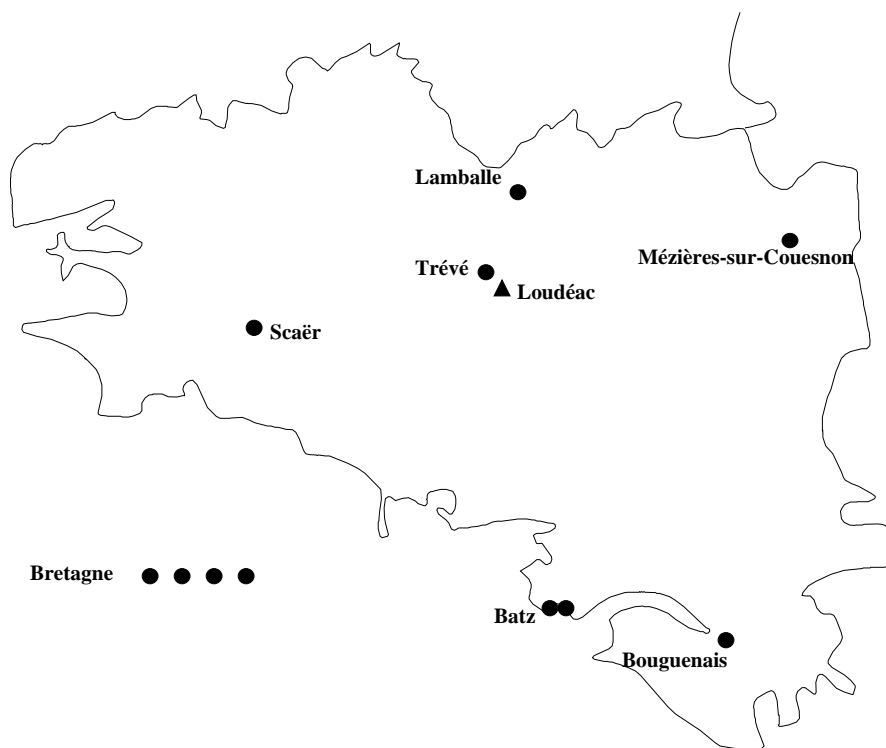 Lamballe
Mézières-sur-Couesnon
Trévé
Loudéac
Scaër
Bretagne
Batz
Bouguenais